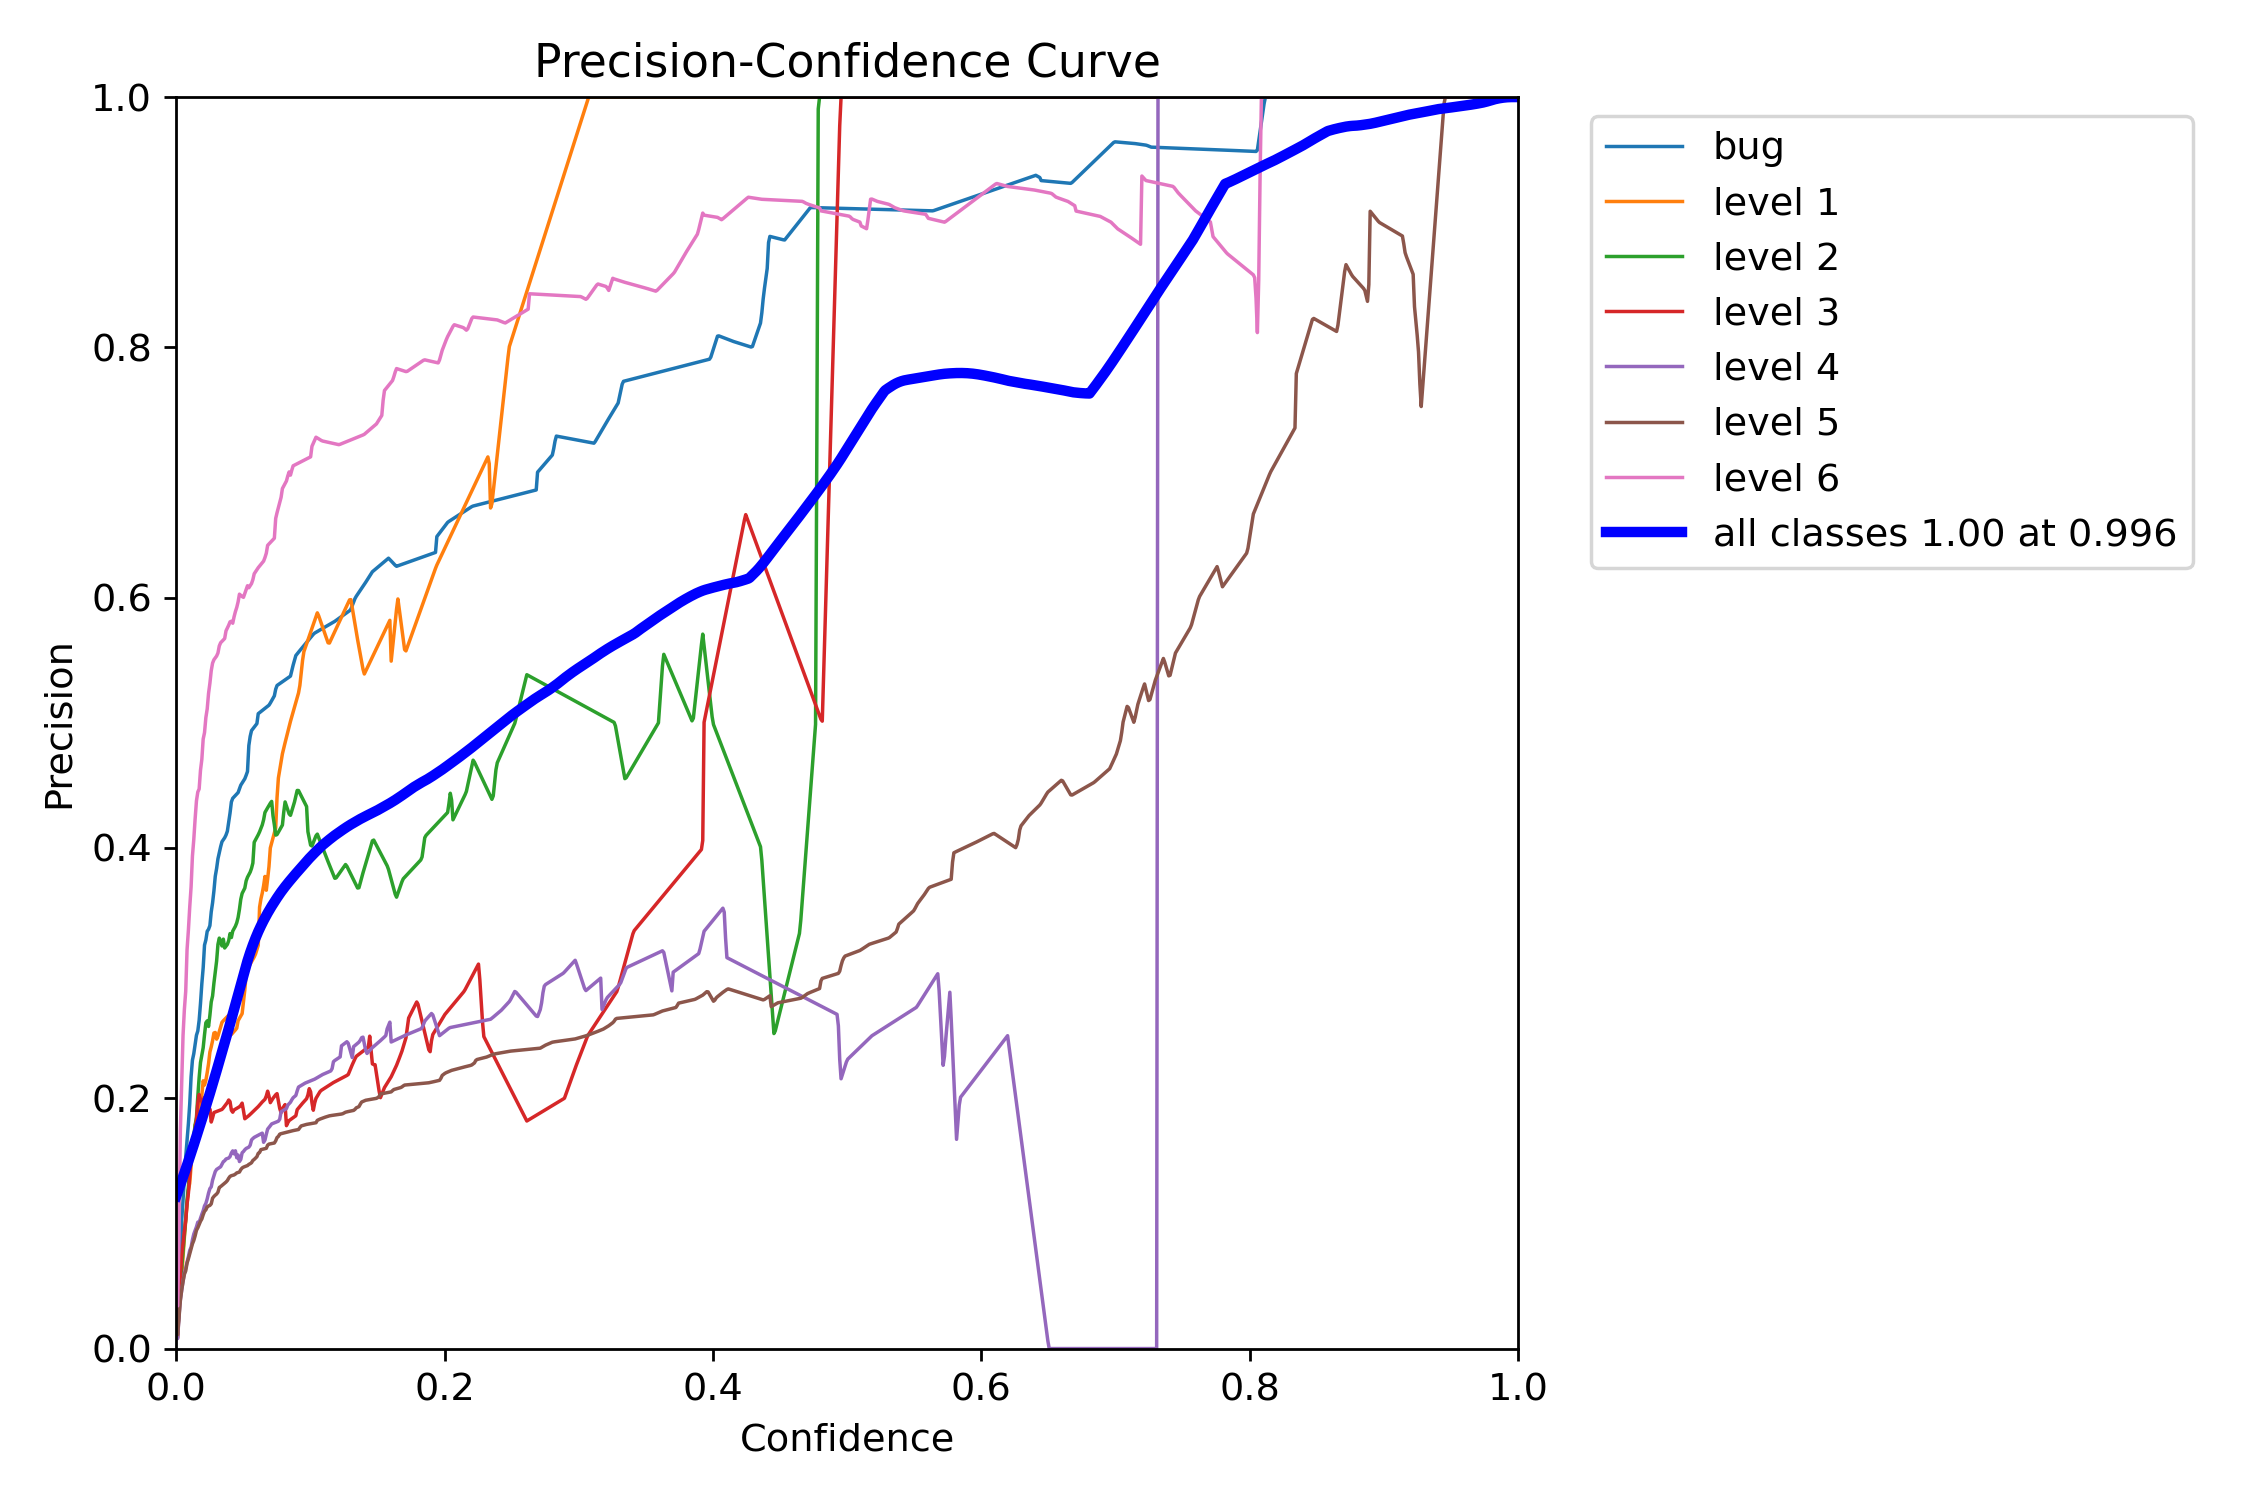 Precision-Confidence Curve
1.0
0.8
0.6
0.4
0.2
0.0
Precision
0.0 0.2 0.4 0.6 0.8 1.0
Confidence
bug
level 1
level 2
level 3
level 4
level 5
level 6
all classes 1.00 at 0.996